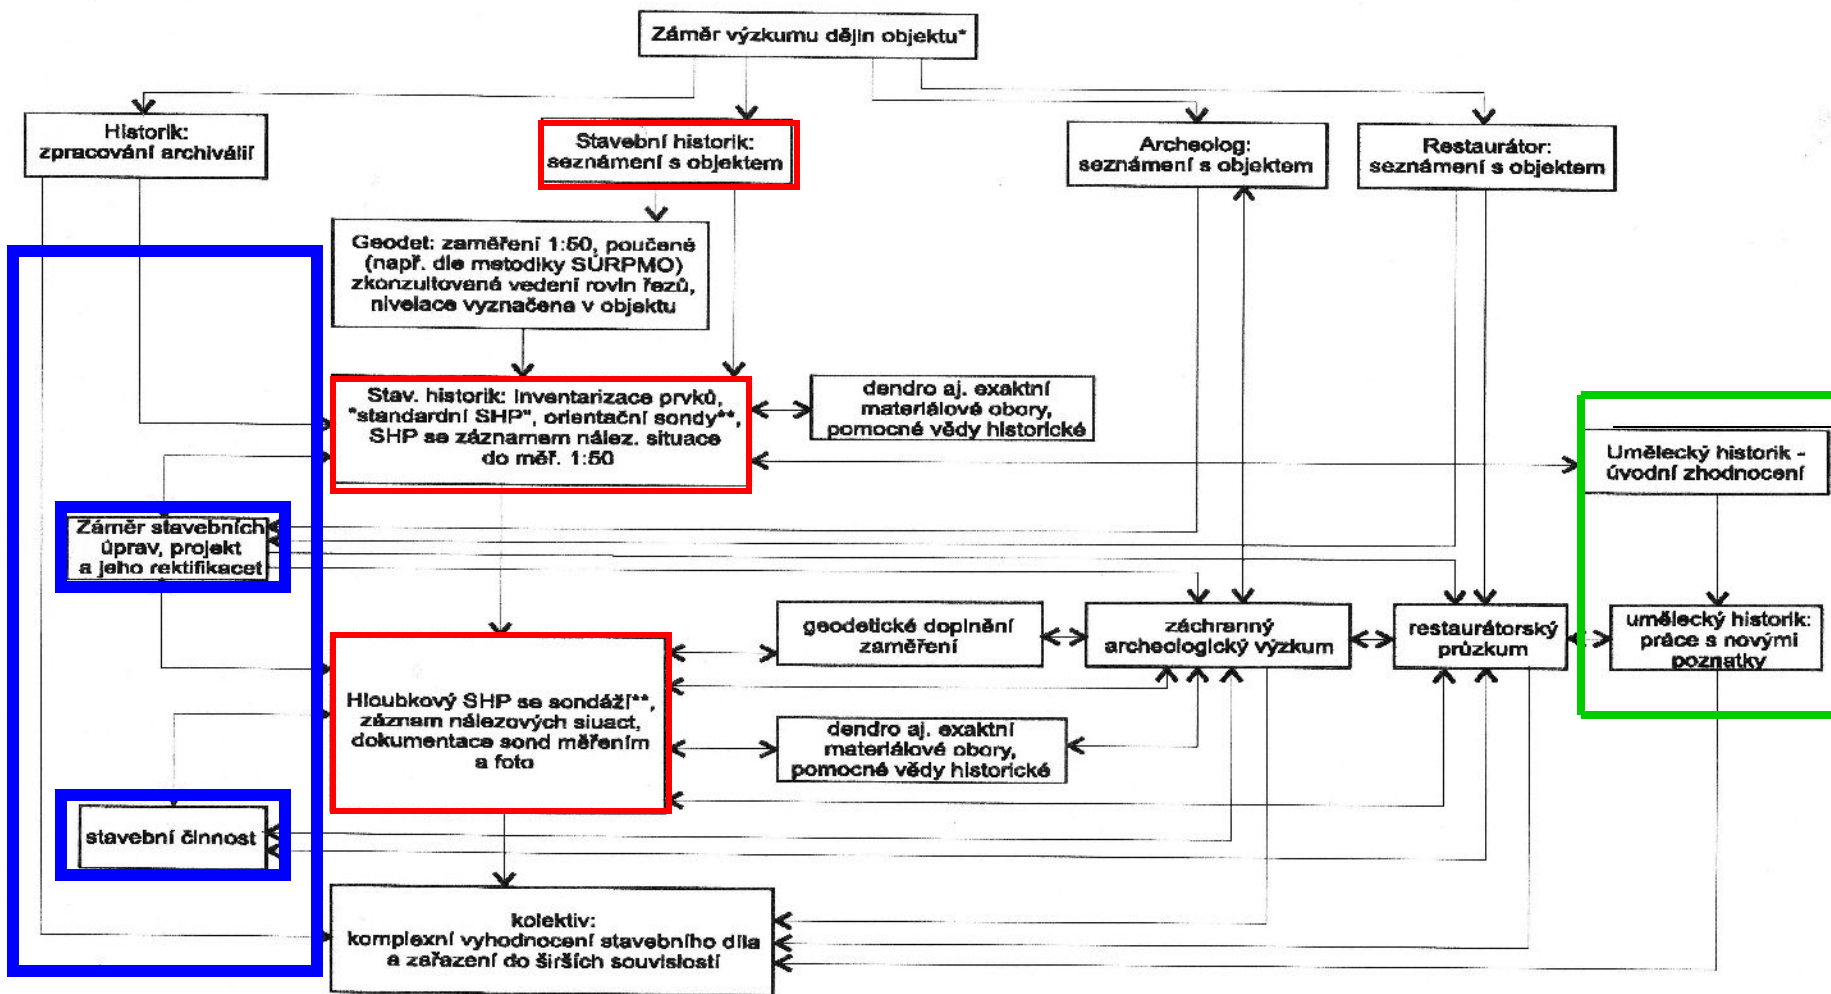 Záměr výzkumu dějin objektu*
Historik:
zpracování archiválií
Stavební historik:
seznámení s objektem
Archeolog:
seznámení s objektem
Restaurátor:
seznámení s objektem
Geodet: zaměření 1:50, poučené
(např. dle metodiky SÚRPMO)
zkonzultované vedení rovin řezů,
nivelace vyznačena v objektu
Stav. historik: Inventarizace prvků,
"standardní SHP", orientační sondy**,
SHP se záznamem nález. situace
do měř. 1:50
dendro aj. exaktní
materiálové obory,
pomocné vědy historické
Umělecký historik -
úvodní zhodnocení
Záměr stavebních
úprav, projekt
a jeho rektifikacet
geodetické doplnění
zaměření
záchranný
archeologický výzkum
restaurátorský
průzkum
umělecký historik:
práce s novými
poznatky
Hloubkový SHP se sondáží**,
záznam nálezových siuact,
dokumentace sond měřením
a foto
dendro aj. exaktní
materiálové obory,
pomocné vědy historické
stavební činnost
kolektiv:
komplexní vyhodnocení stavebního díla
a zařazení do širších souvislostí